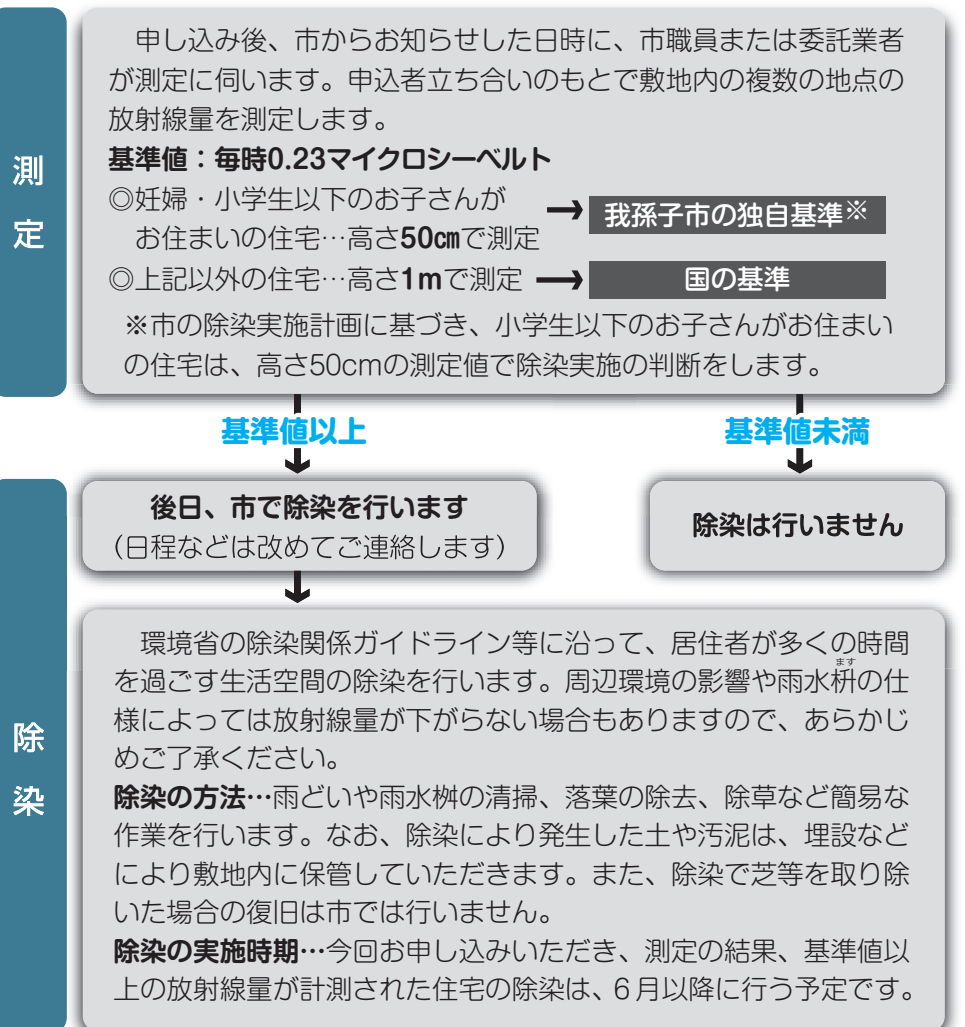 測定
申し込み後、市からお知らせした日時に、市職員または委託業者
が測定に伺います。申込者立ち合いのもとで敷地内の複数の地点の
放射線量を測定します。
基準値：毎時0.23マイクロシーベルト
◎妊婦・小学生以下のお子さんが
お住まいの住宅…高さ50㎝で測定
我孫子市の独自基準※
◎上記以外の住宅…高さ1mで測定
国の基準
※市の除染実施計画に基づき、小学生以下のお子さんがお住まい
の住宅は、高さ50cmの測定値で除染実施の判断をします。
基準値以上
基準値未満
除染
後日、市で除染を行います
（日程などは改めてご連絡します）
除染は行いません
環境省の除染関係ガイドライン等に沿って、居住者が多くの時間
ます
を過ごす生活空間の除染を行います。周辺環境の影響や雨水枡の仕
様によっては放射線量が下がらない場合もありますので、あらかじ
めご了承ください。
除染の方法…雨どいや雨水桝の清掃、落葉の除去、除草など簡易な
作業を行います。なお、除染により発生した土や汚泥は、埋設など
により敷地内に保管していただきます。また、除染で芝等を取り除
いた場合の復旧は市では行いません。
除染の実施時期…今回お申し込みいただき、測定の結果、基準値以
上の放射線量が計測された住宅の除染は、６月以降に行う予定です。